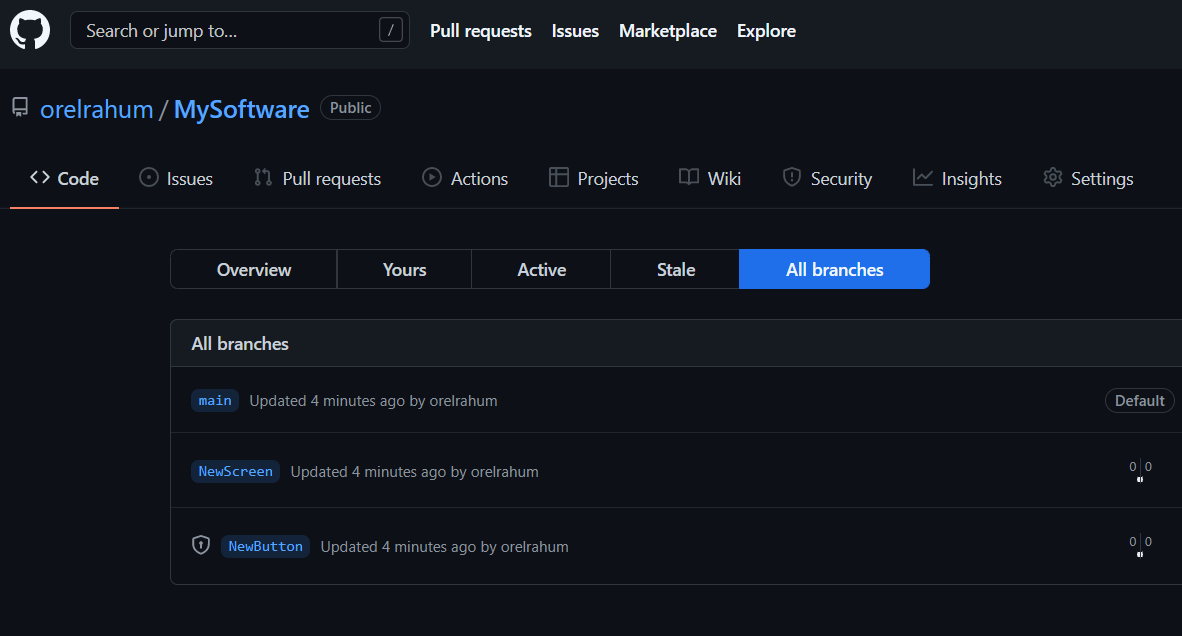 Search or jump to... / Pull requests Issues Marketplace Explore
orelrahum / MySoftware Public
Code Issues Pull requests Actions Projects Wiki Security Insights Settings
Overview Yours Active Stale All branches
All branches
main Updated 4 minutes ago by orelrahum Default
NewScreen Updated 4 minutes ago by orelrahum 0 0
NewButton Updated 4 minutes ago by orelrahum 0 0